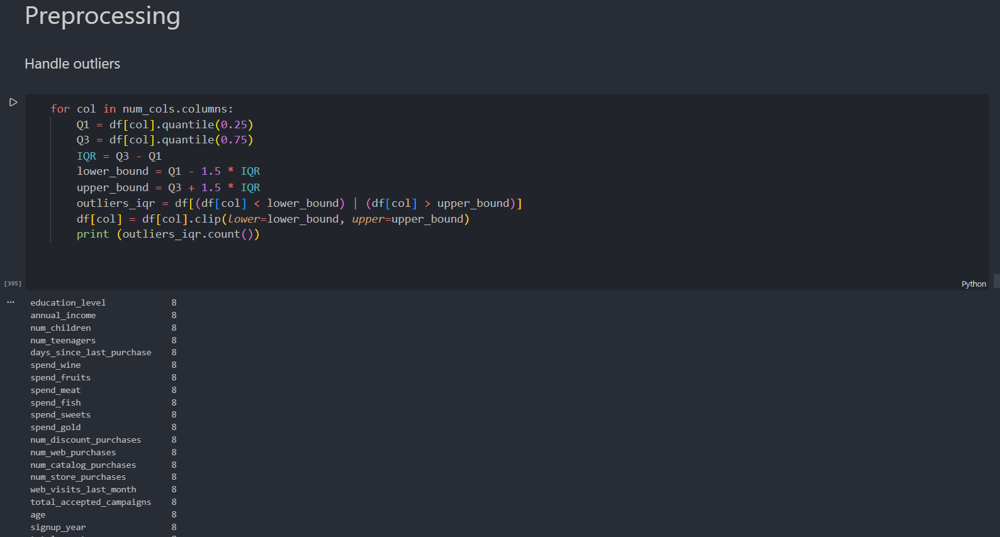 Preprocessing
Handle outliers
for col in num_cols.columns:
    Q1 = df[col].quantile(0.25)
    Q3 = df[col].quantile(0.75)
    IQR = Q3 - Q1
    lower_bound = Q1 - 1.5 * IQR
    upper_bound = Q3 + 1.5 * IQR
    outliers_iqr = df[(df[col] < lower_bound) | (df[col] > upper_bound)]
    df[col] = df[col].clip(lower=lower_bound, upper=upper_bound)
    print (outliers_iqr.count())
[395] Python
... education_level 8
annual_income 8
num_children 8
num_teenagers 8
days_since_last_purchase 8
spend_wine 8
spend_fruits 8
spend_meat 8
spend_fish 8
spend_sweets 8
spend_gold 8
num_discount_purchases 8
num_web_purchases 8
num_catalog_purchases 8
num_store_purchases 8
web_visits_last_month 8
total_accepted_campaigns 8
age 8
signup_year 8